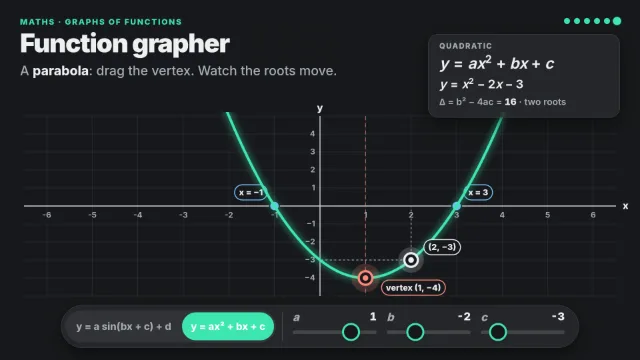 MATHS · GRAPHS OF FUNCTIONS
Function grapher
A parabola: drag the vertex. Watch the roots move.
QUADRATIC
y = ax² + bx + c
y = x² − 2x − 3
Δ = b² − 4ac = 16 · two roots
y
4
3
2
1
x = −1
x = 3
x
-6 -5 -4 -3 -2 -1 1 2 3 4 5 6
−1
−2
−3
−4
(2, −3)
vertex (1, −4)
y = a sin(bx + c) + d
y = ax² + bx + c
a 1
b -2
c -3